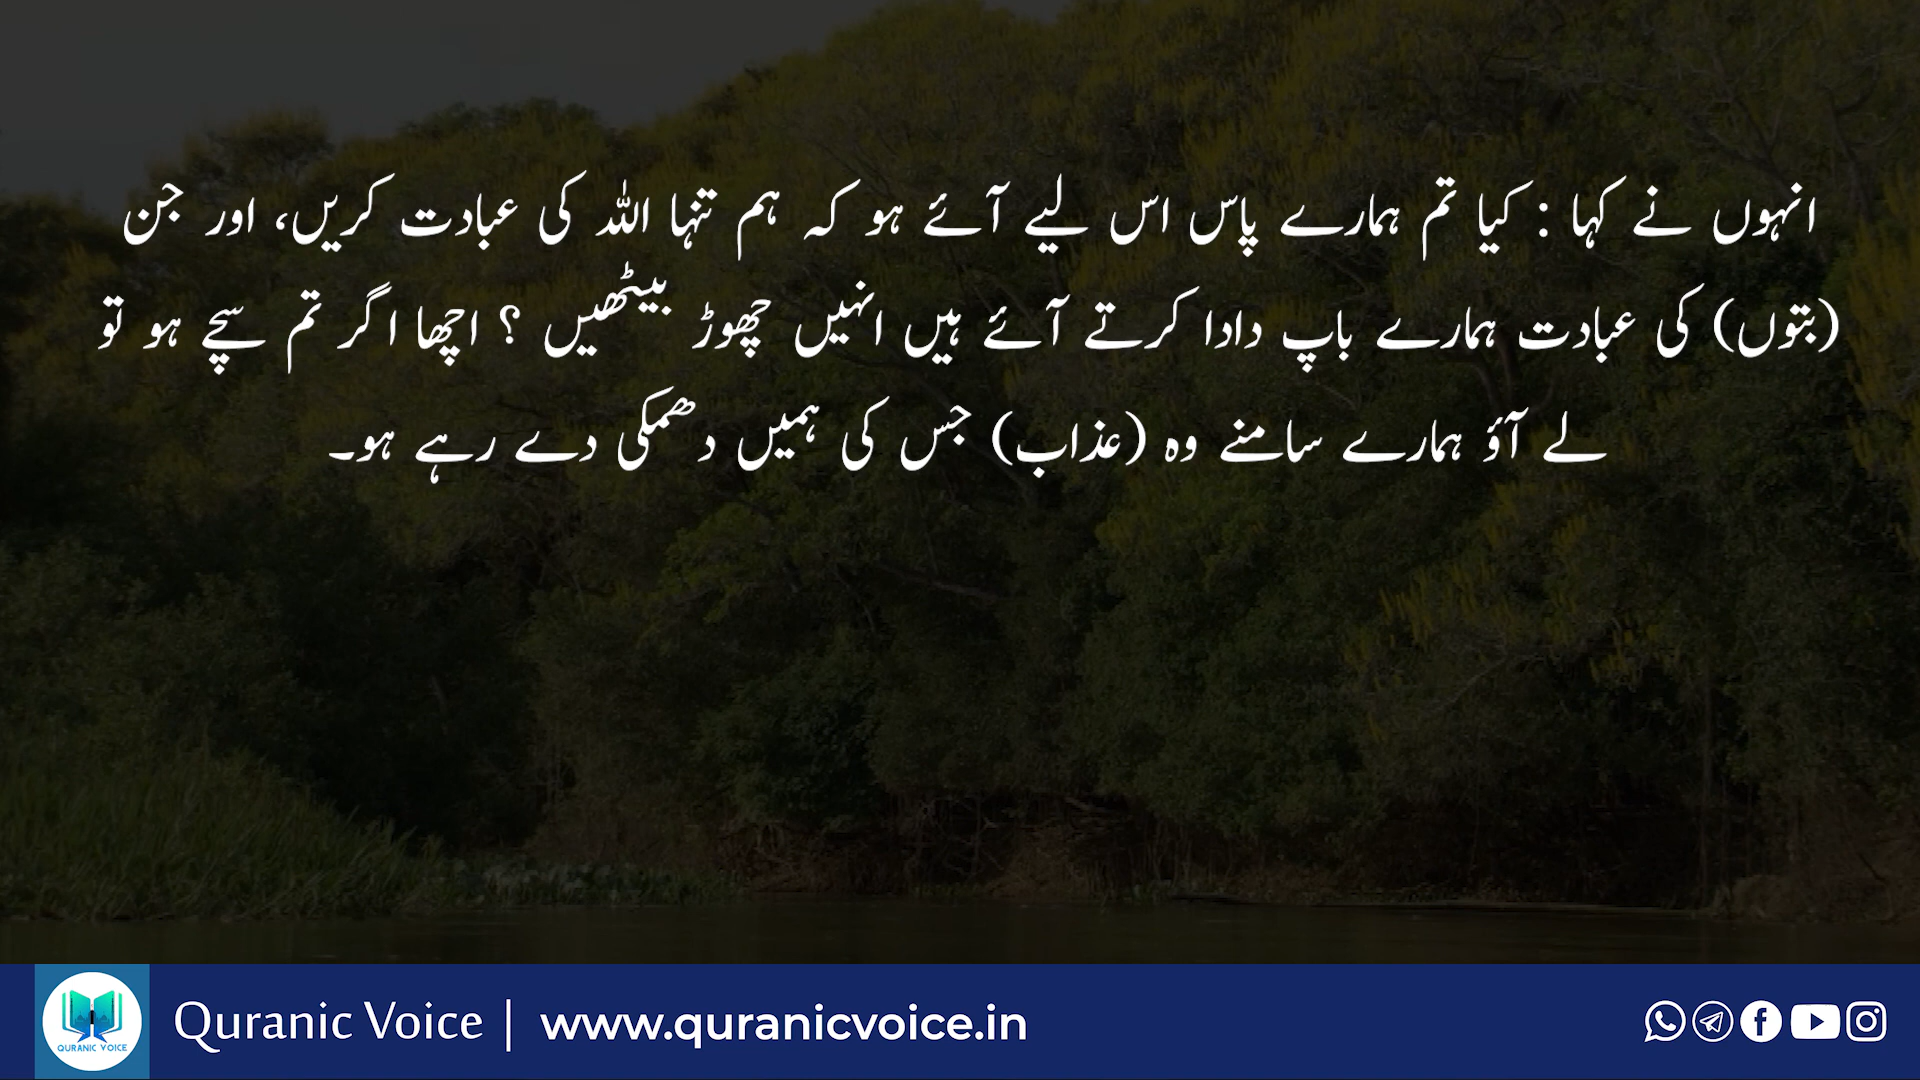 انہوں نے کہا : کیا تم ہمارے پاس اس لیے آئے ہو کہ ہم تنہا اللہ کی عبادت کریں، اور جن
(بتوں) کی عبادت ہمارے باپ دادا کرتے آئے ہیں انہیں چھوڑ بیٹھیں ؟ اچھا اگر تم سچے ہو تو
لے آؤ ہمارے سامنے وہ (عذاب) جس کی ہمیں دھمکی دے رہے ہو۔
QURANIC VOICE
Quranic Voice | www.quranicvoice.in